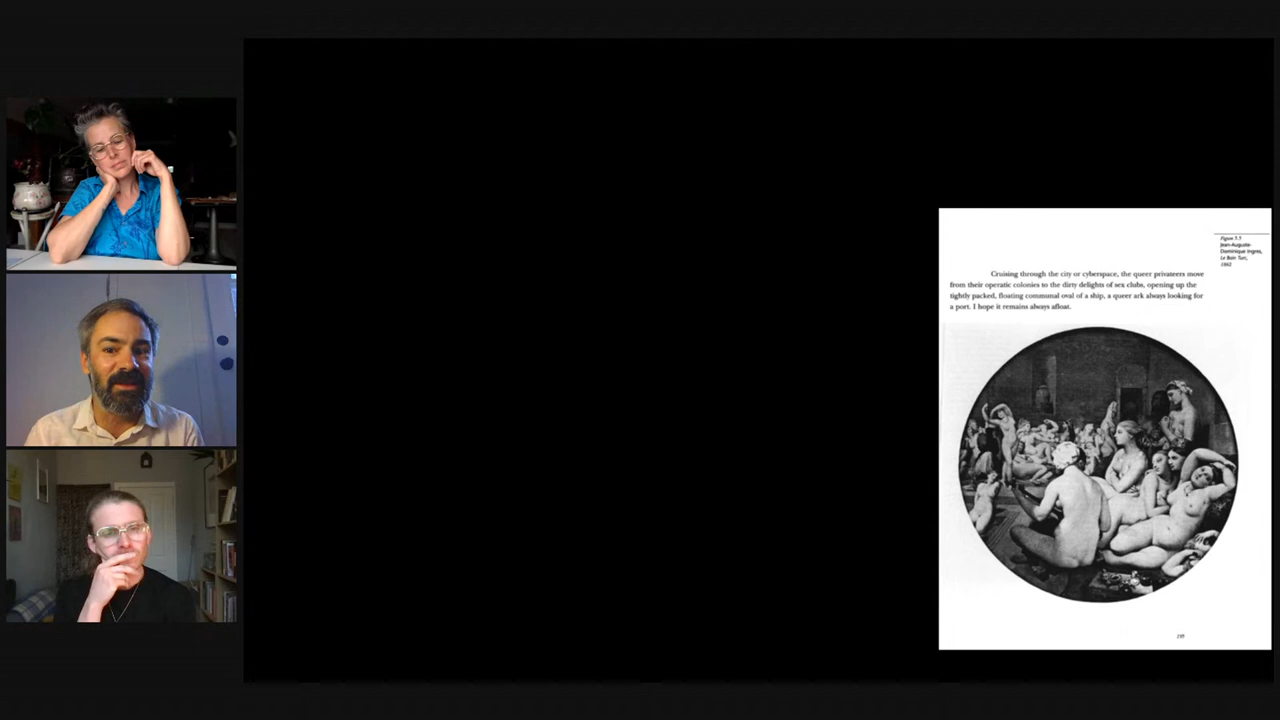 Figure 7.7
Jean-Auguste-
Dominique Ingres,
Le Bain Turc,
1862
Cruising through the city or cyberspace, the queer privateers move
from their operatic colonies to the dirty delights of sex clubs, opening up the
tightly packed, floating communal oval of a ship, a queer ark always looking for
a port. I hope it remains always afloat.